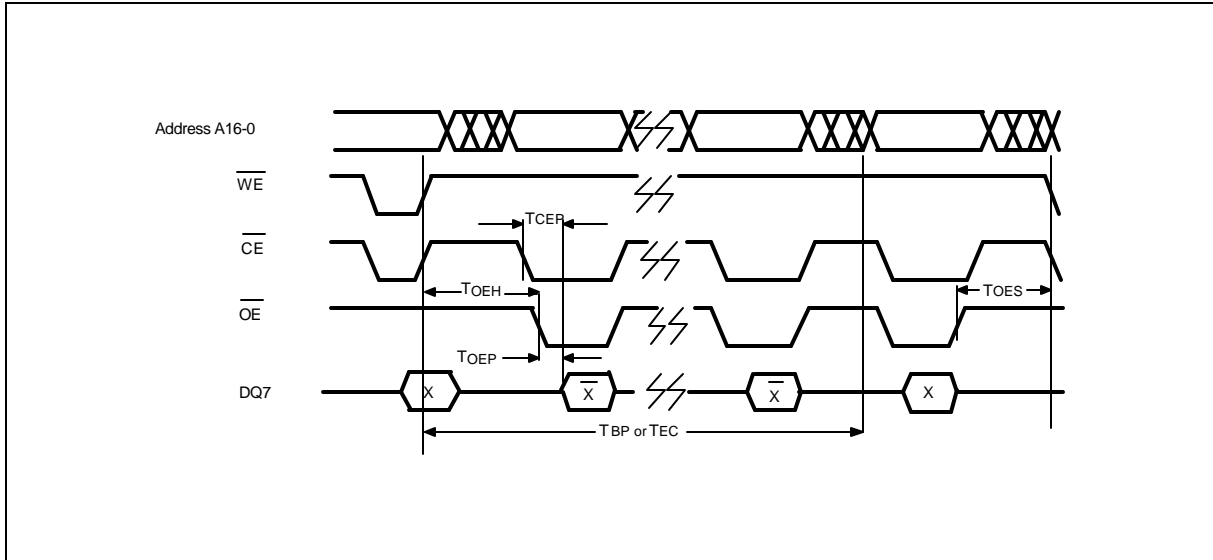 Address A16-0
WE
TCEP
CE
TOEH
TOES
OE
TOEP
DQ7
X
X
X
X
TBP or TEC